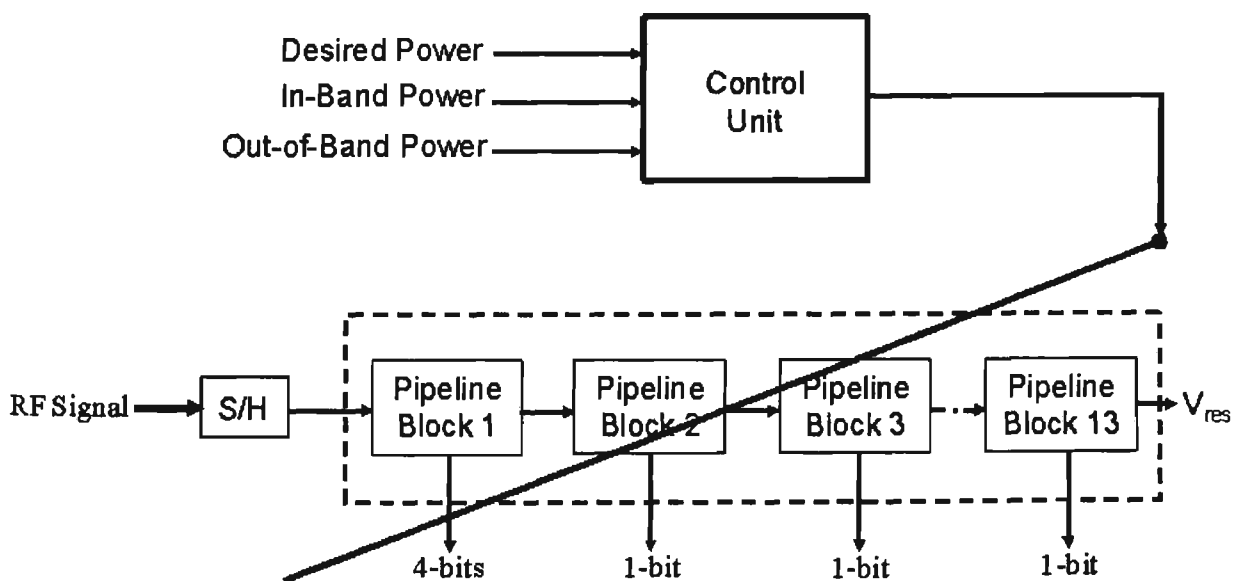 Desired Power
In-Band Power
Out-of-Band Power
Control
Unit
RF Signal
S/H
Pipeline
Block 1
Pipeline
Block 2
Pipeline
Block 3
Pipeline
Block 13
Vres
4-bits
1-bit
1-bit
1-bit